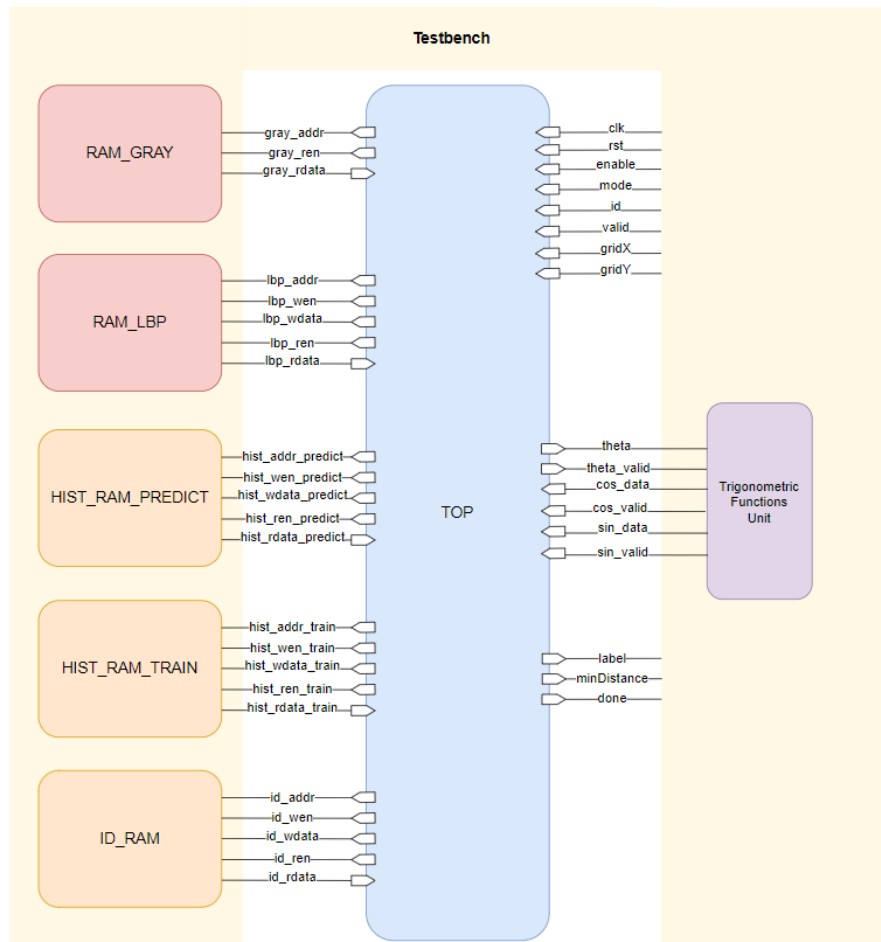 Testbench
RAM_GRAY
gray_addr
gray_ren
gray_rdata
RAM_LBP
lbp_addr
lbp_wen
lbp_wdata
lbp_ren
lbp_rdata
HIST_RAM_PREDICT
hist_addr_predict
hist_wen_predict
hist_wdata_predict
hist_ren_predict
hist_rdata_predict
HIST_RAM_TRAIN
hist_addr_train
hist_wen_train
hist_wdata_train
hist_ren_train
hist_rdata_train
ID_RAM
id_addr
id_wen
id_wdata
id_ren
id_rdata
TOP
clk
rst
enable
mode
id
valid
gridX
gridY
theta
theta_valid
cos_data
cos_valid
sin_data
sin_valid
Trigonometric
Functions
Unit
label
minDistance
done